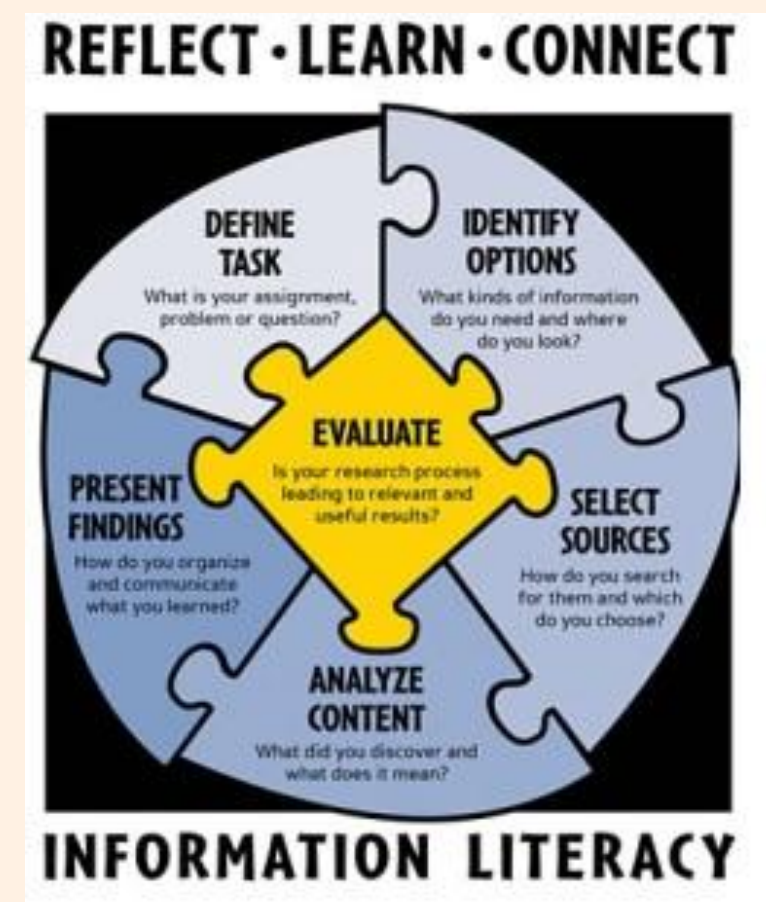 REFLECT • LEARN • CONNECT
DEFINE
TASK
What is your assignment,
problem or question?
IDENTIFY
OPTIONS
What kinds of information
do you need and where
do you look?
EVALUATE
Is your research process
leading to relevant and
useful results?
SELECT
SOURCES
How do you search
for them and which
do you choose?
PRESENT
FINDINGS
How do you organize
and communicate
what you learned?
ANALYZE
CONTENT
What did you discover and
what does it mean?
INFORMATION LITERACY